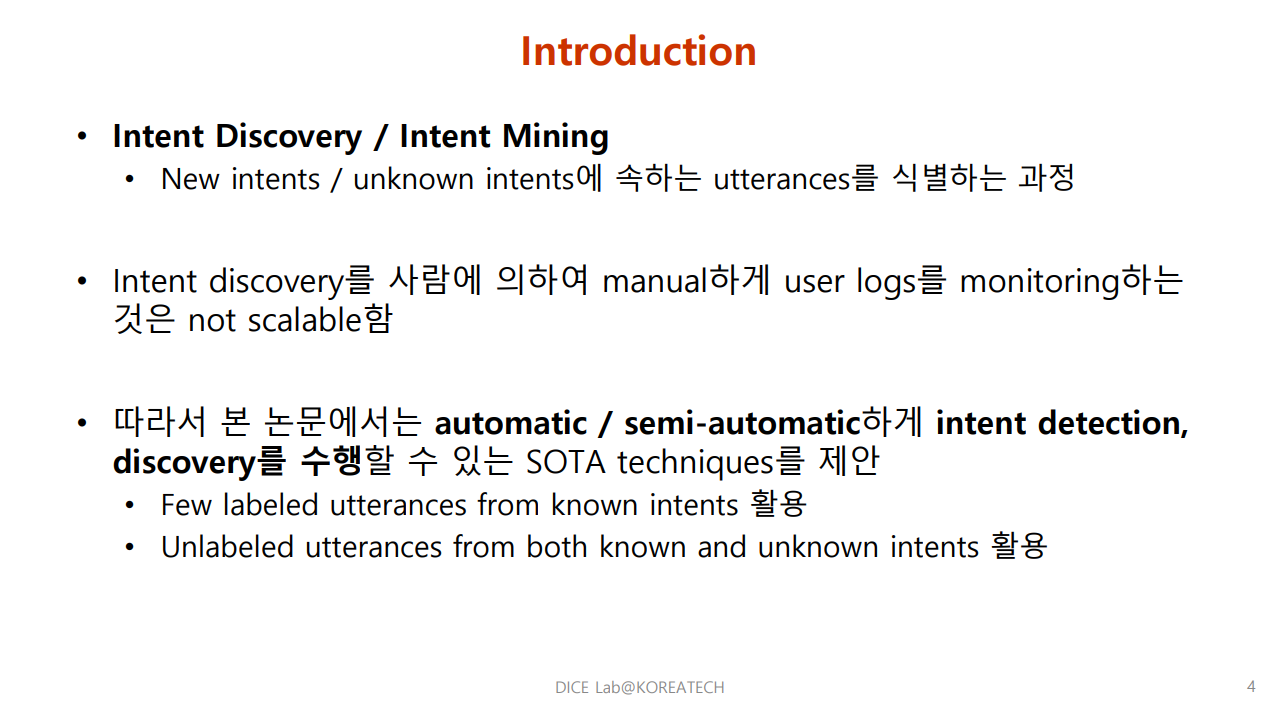 Introduction
• Intent Discovery / Intent Mining
• New intents / unknown intents에 속하는 utterances를 식별하는 과정
• Intent discovery를 사람에 의하여 manual하게 user logs를 monitoring하는
것은 not scalable함
• 따라서 본 논문에서는 automatic / semi-automatic하게 intent detection,
discovery를 수행할 수 있는 SOTA techniques를 제안
• Few labeled utterances from known intents 활용
• Unlabeled utterances from both known and unknown intents 활용
DICE Lab@KOREATECH
4